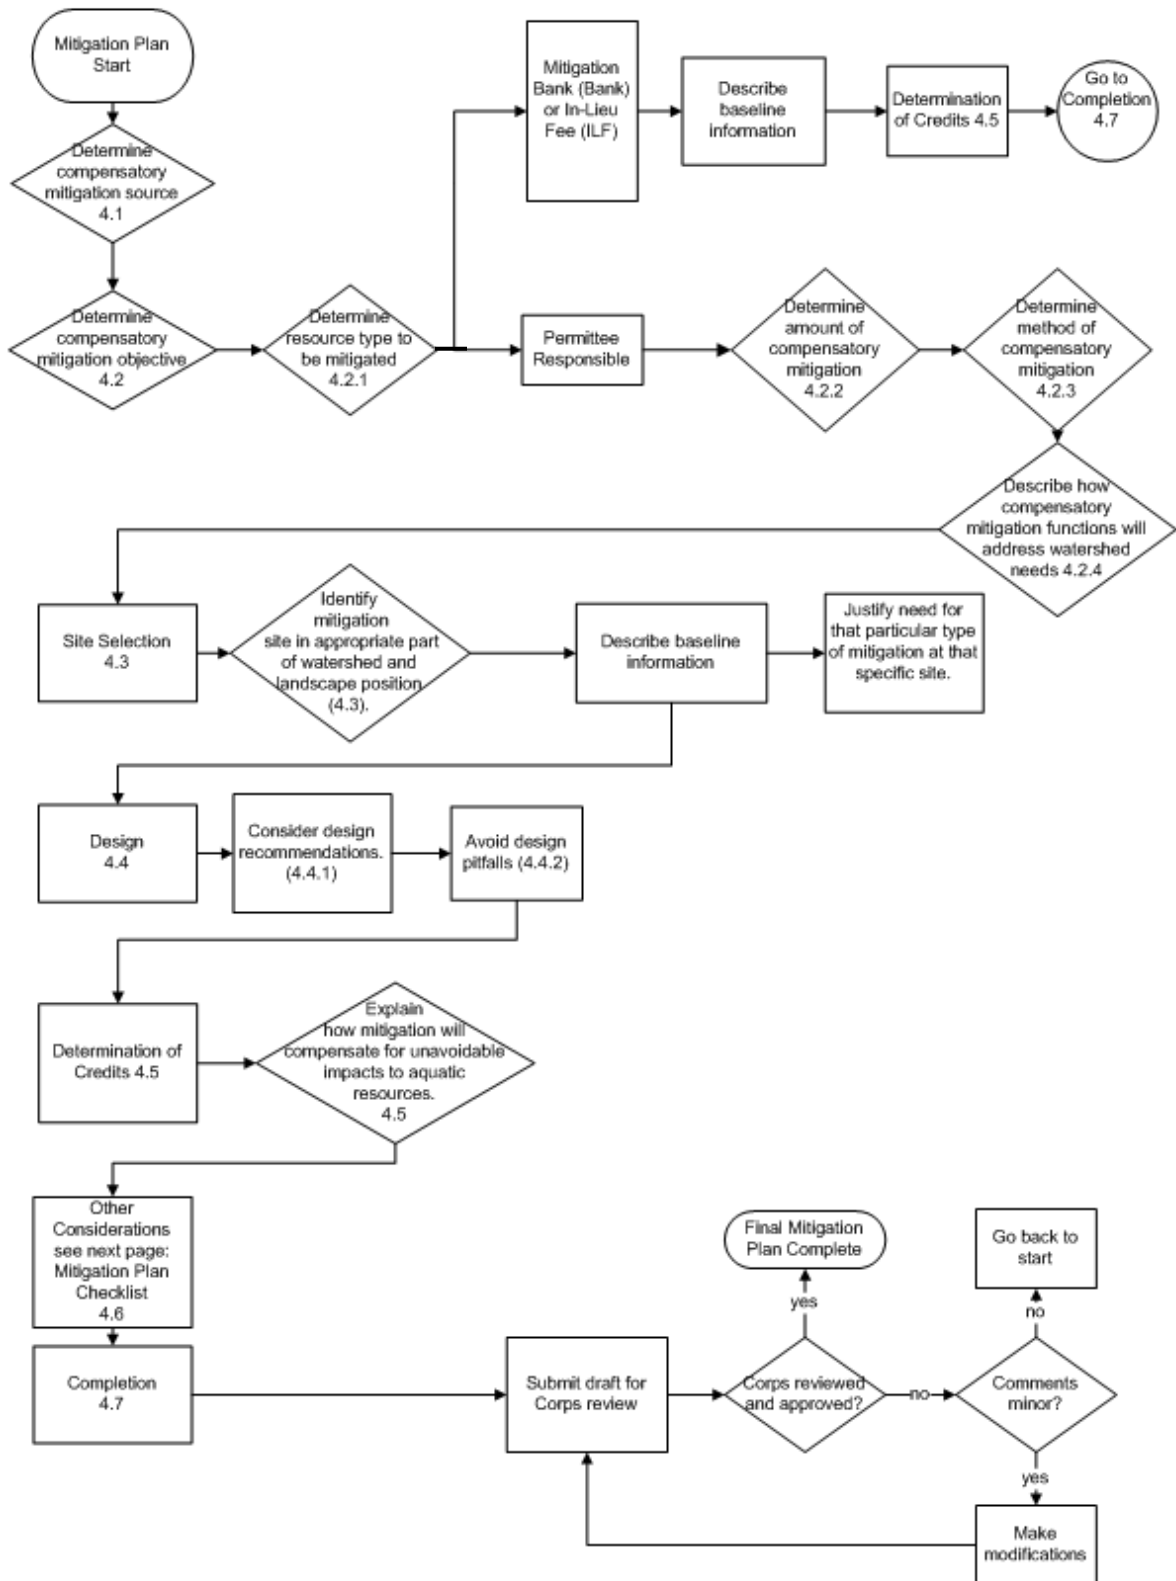 Mitigation Plan
Start
Determine
compensatory
mitigation source
4.1
Determine
compensatory
mitigation objective
4.2
Determine
resource type to
be mitigated
4.2.1
Mitigation
Bank (Bank)
or In-Lieu
Fee (ILF)
Describe
baseline
information
Determination
of Credits 4.5
Go to
Completion
4.7
Permittee
Responsible
Determine
amount of
compensatory
mitigation
4.2.2
Determine
method of
compensatory
mitigation
4.2.3
Describe how
compensatory
mitigation functions will
address watershed
needs 4.2.4
Site Selection
4.3
Identify
mitigation
site in appropriate part
of watershed and
landscape position
(4.3).
Describe baseline
information
Justify need for
that particular type
of mitigation at that
specific site.
Design
4.4
Consider design
recommendations.
(4.4.1)
Avoid design
pitfalls (4.4.2)
Determination of
Credits 4.5
Explain
how mitigation will
compensate for unavoidable
impacts to aquatic
resources.
4.5
Other
Considerations
see next page:
Mitigation Plan
Checklist
4.6
Completion
4.7
Submit draft for
Corps review
Corps reviewed
and approved?
yes
Final Mitigation
Plan Complete
no
Comments
minor?
no
Go back to
start
yes
Make
modifications